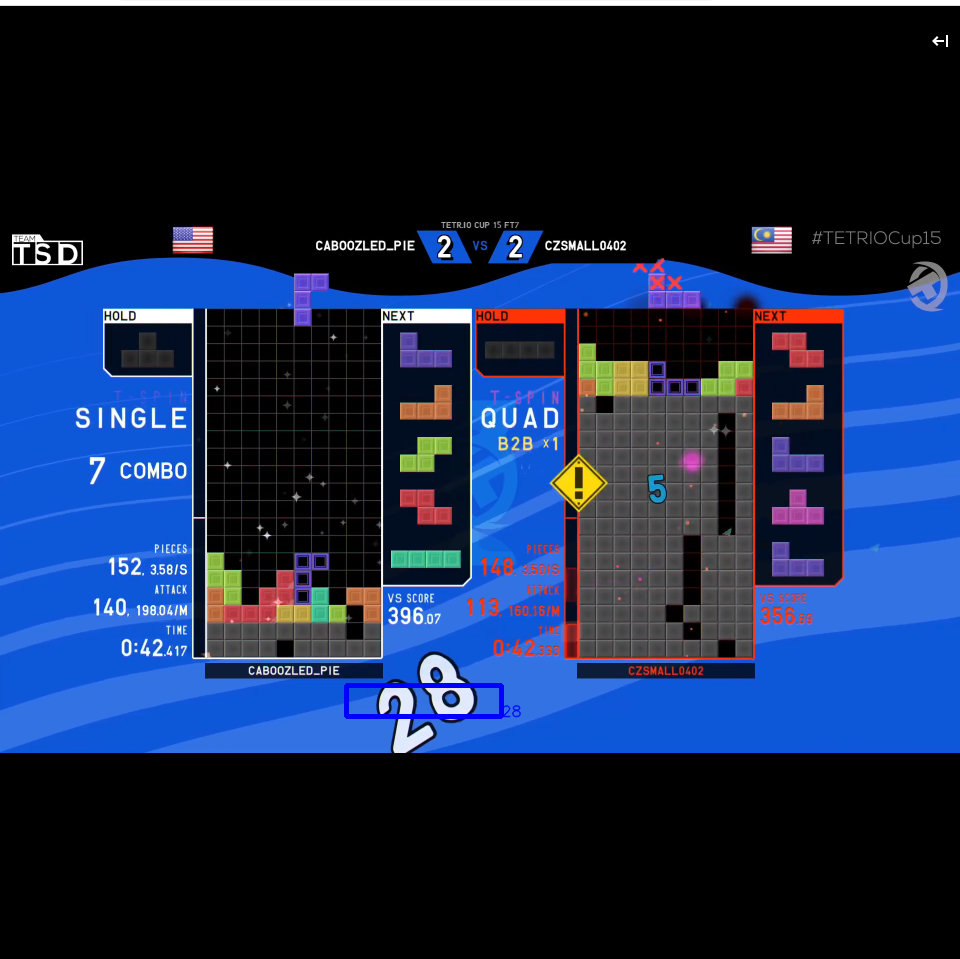 TETR.IO CUP 15 FT7
TEAM
TSD
CABOOZLED_PIE 2 VS 2 CZSMALL0402
#TETRIOCup15
HOLD
NEXT
HOLD
NEXT
T-SPIN
SINGLE
7 COMBO
T-SPIN
QUAD
B2B x1
!
5
PIECES
152, 3.58/S
ATTACK
140, 198.04/M
TIME
0:42.417
VS SCORE
396.07
PIECES
148, 3.50/S
ATTACK
113, 160.16/M
TIME
0:42.333
VS SCORE
356.69
CABOOZLED_PIE
CZSMALL0402
28
28